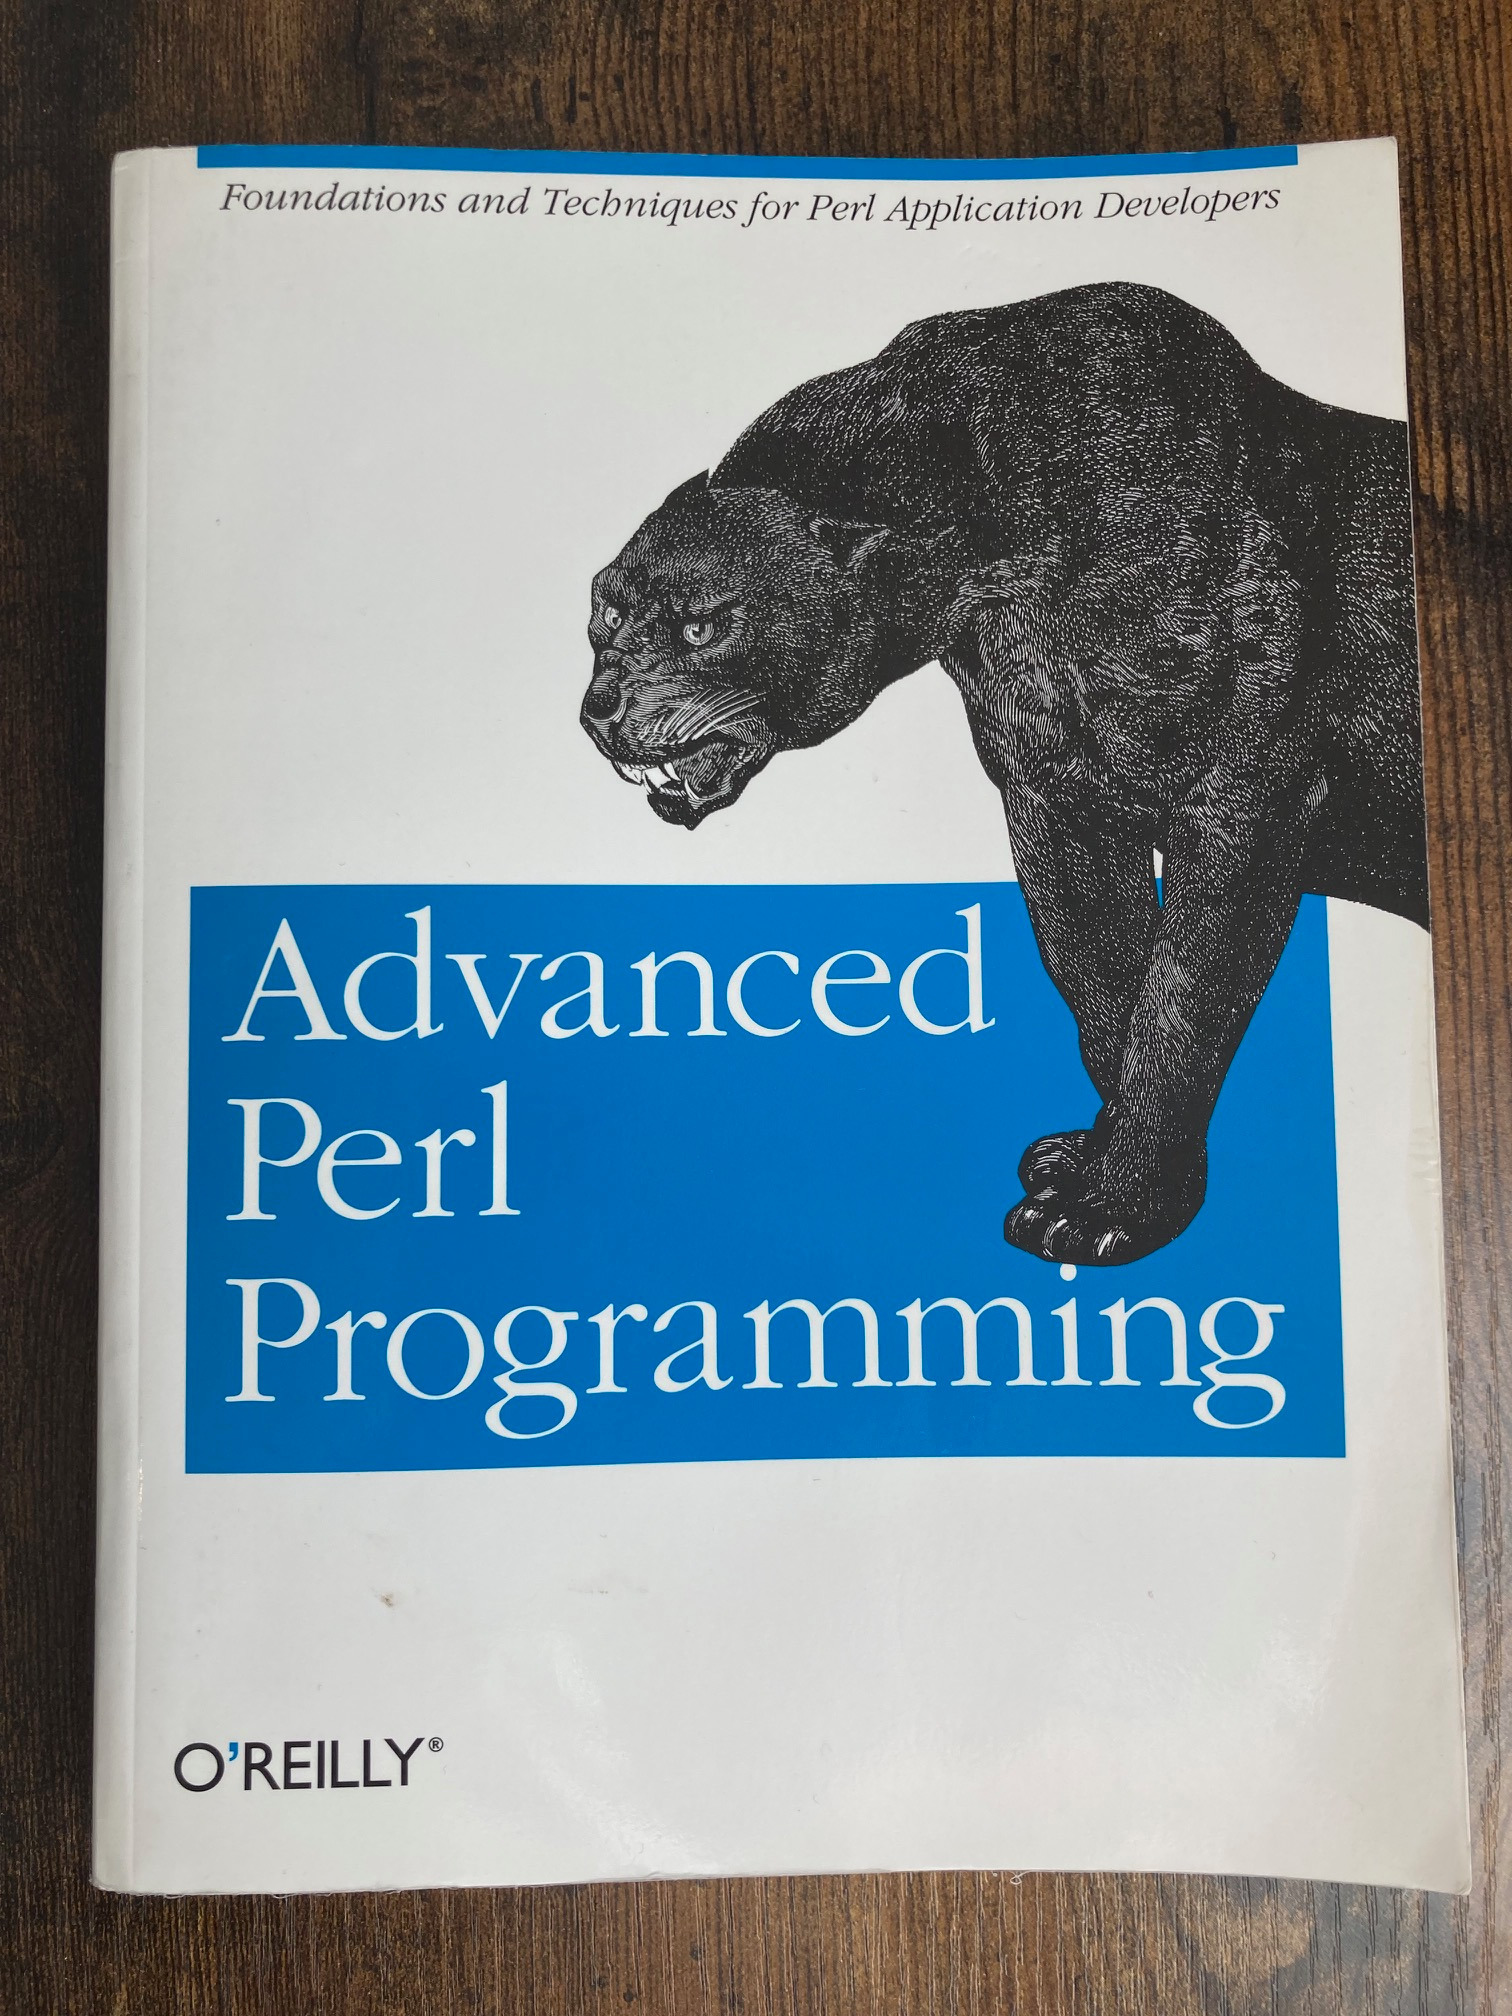 Foundations and Techniques for Perl Application Developers
Advanced
Perl
Programming
O'REILLY®